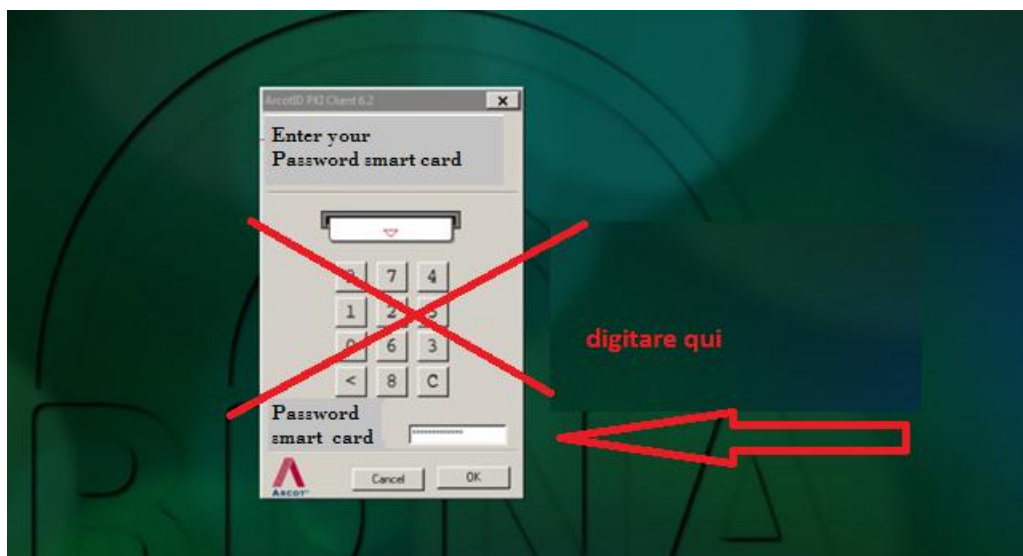 ArcotID PKI Client 6.2
Enter your
Password smart card
7 4
1 2
6 3
< 8 C
digitare qui
Password
smart card
Cancel OK
ARCOT